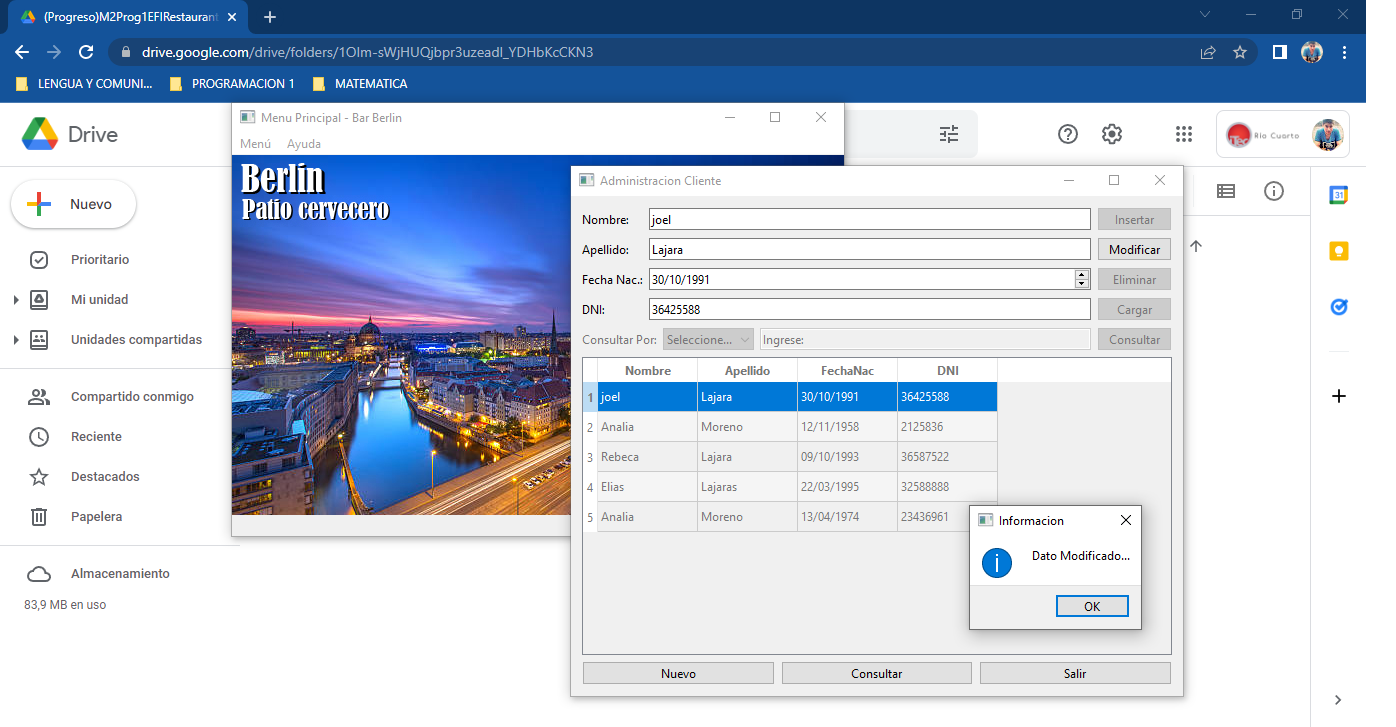 (Progreso)M2Prog1EFIRestaurant
drive.google.com/drive/folders/1Olm-sWjHUQjbpr3uzeadI_YDHbKcCKN3
LENGUA Y COMUNI... PROGRAMACION 1 MATEMATICA
Drive
Rio Cuarto
Nuevo
Prioritario
Mi unidad
Unidades compartidas
Compartido conmigo
Reciente
Destacados
Papelera
Almacenamiento
83,9 MB en uso
Menu Principal - Bar Berlin
Menú Ayuda
Berlin
Patio cervecero
Administracion Cliente
Nombre: joel Insertar
Apellido: Lajara Modificar
Fecha Nac.: 30/10/1991 Eliminar
DNI: 36425588 Cargar
Consultar Por: Seleccione... Ingrese: Consultar
Nombre Apellido FechaNac DNI
1 joel Lajara 30/10/1991 36425588
2 Analia Moreno 12/11/1958 2125836
3 Rebeca Lajara 09/10/1993 36587522
4 Elias Lajaras 22/03/1995 32588888
5 Analia Moreno 13/04/1974 23436961
Informacion
Dato Modificado...
OK
Nuevo Consultar Salir
31